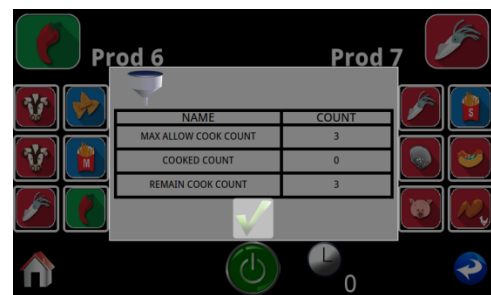 Prod 6
Prod 7
NAME COUNT
MAX ALLOW COOK COUNT 3
COOKED COUNT 0
REMAIN COOK COUNT 3
S
M
0